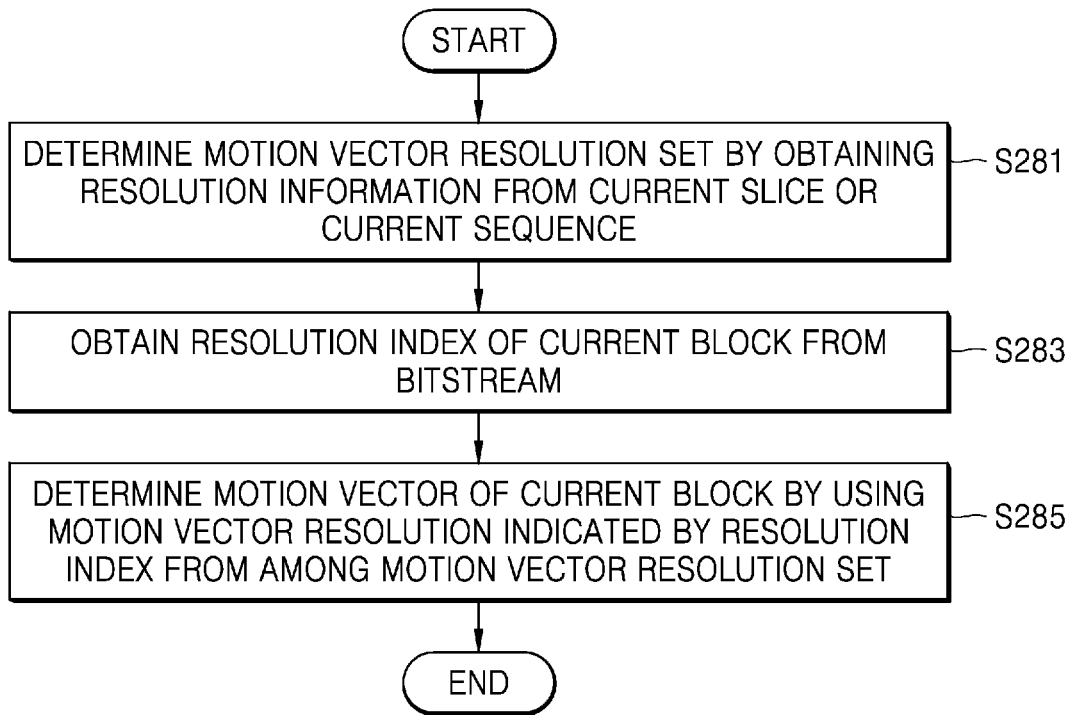 START
DETERMINE MOTION VECTOR RESOLUTION SET BY OBTAINING
RESOLUTION INFORMATION FROM CURRENT SLICE OR
CURRENT SEQUENCE
S281
OBTAIN RESOLUTION INDEX OF CURRENT BLOCK FROM
BITSTREAM
S283
DETERMINE MOTION VECTOR OF CURRENT BLOCK BY USING
MOTION VECTOR RESOLUTION INDICATED BY RESOLUTION
INDEX FROM AMONG MOTION VECTOR RESOLUTION SET
S285
END